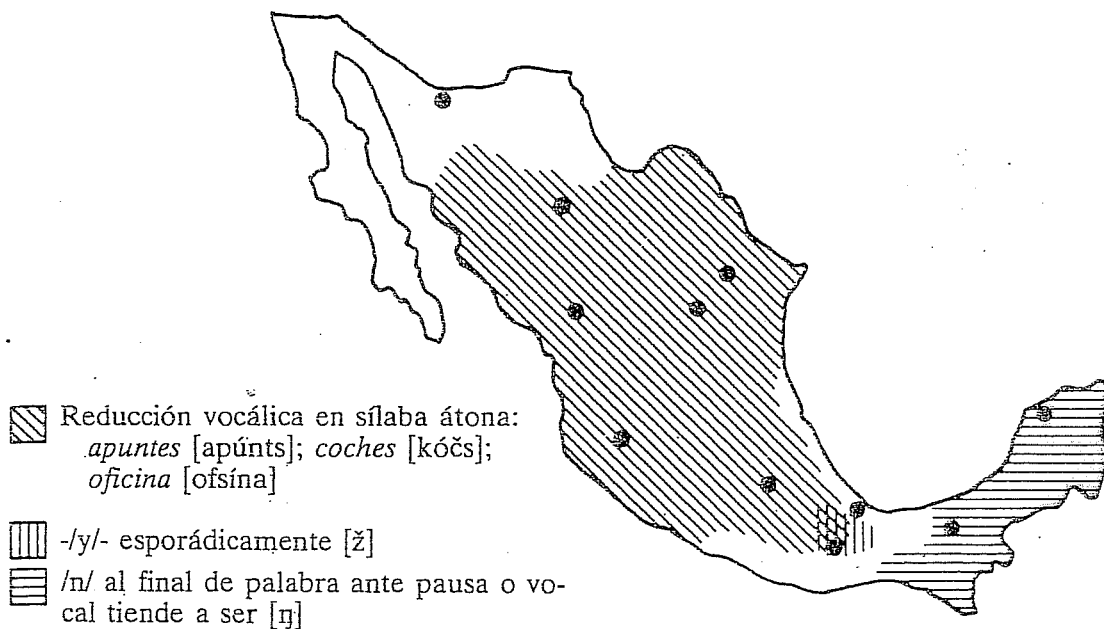 Reducción vocálica en sílaba átona:
apuntes [apúnts]; coches [kóčs];
oficina [ofsína]
-/y/- esporádicamente [ž]
/n/ al final de palabra ante pausa o vo-
cal tiende a ser [ŋ]